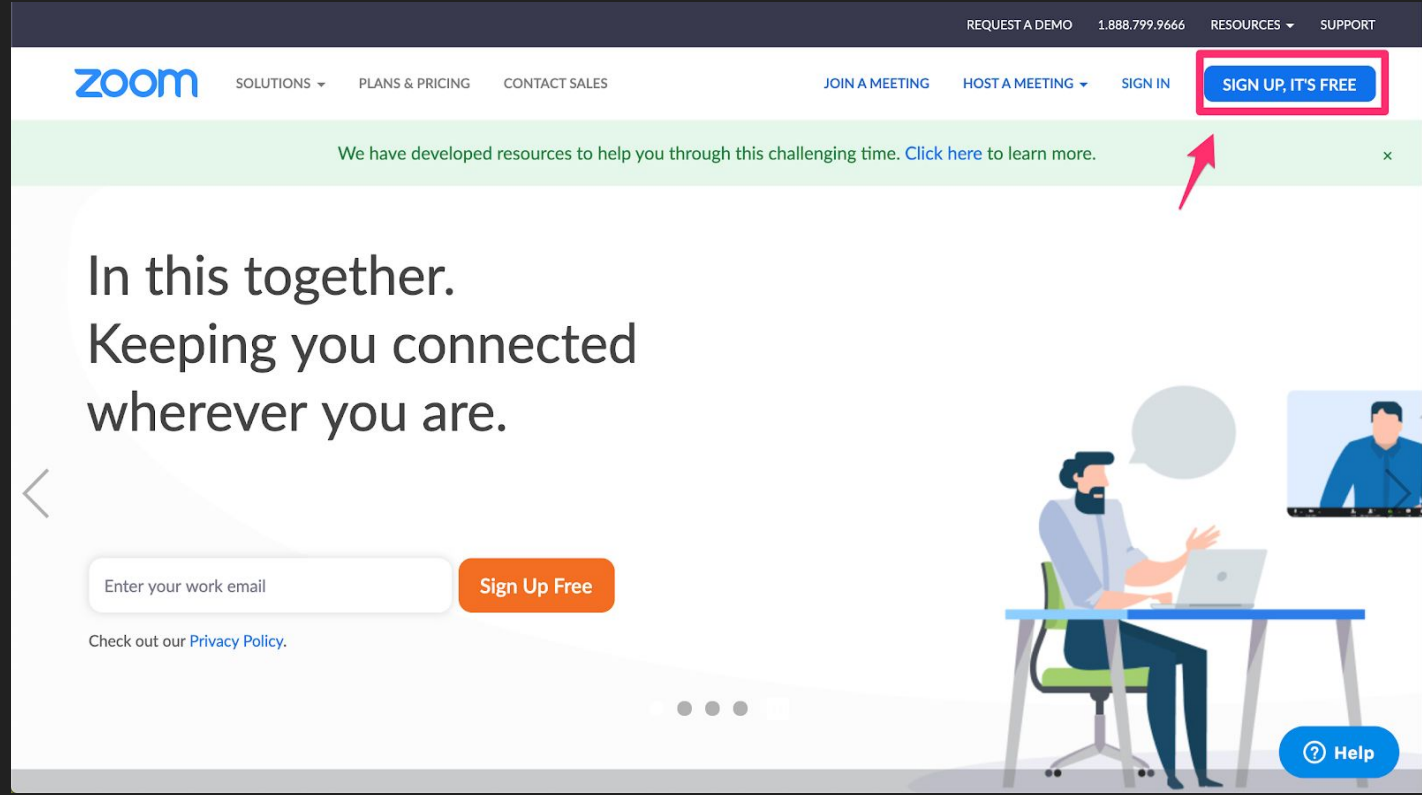 REQUEST A DEMO 1.888.799.9666 RESOURCES SUPPORT
zoom SOLUTIONS PLANS & PRICING CONTACT SALES JOIN A MEETING HOST A MEETING SIGN IN SIGN UP, IT'S FREE
We have developed resources to help you through this challenging time. Click here to learn more. ×
In this together.
Keeping you connected
wherever you are.
Enter your work email Sign Up Free
Check out our Privacy Policy.
? Help